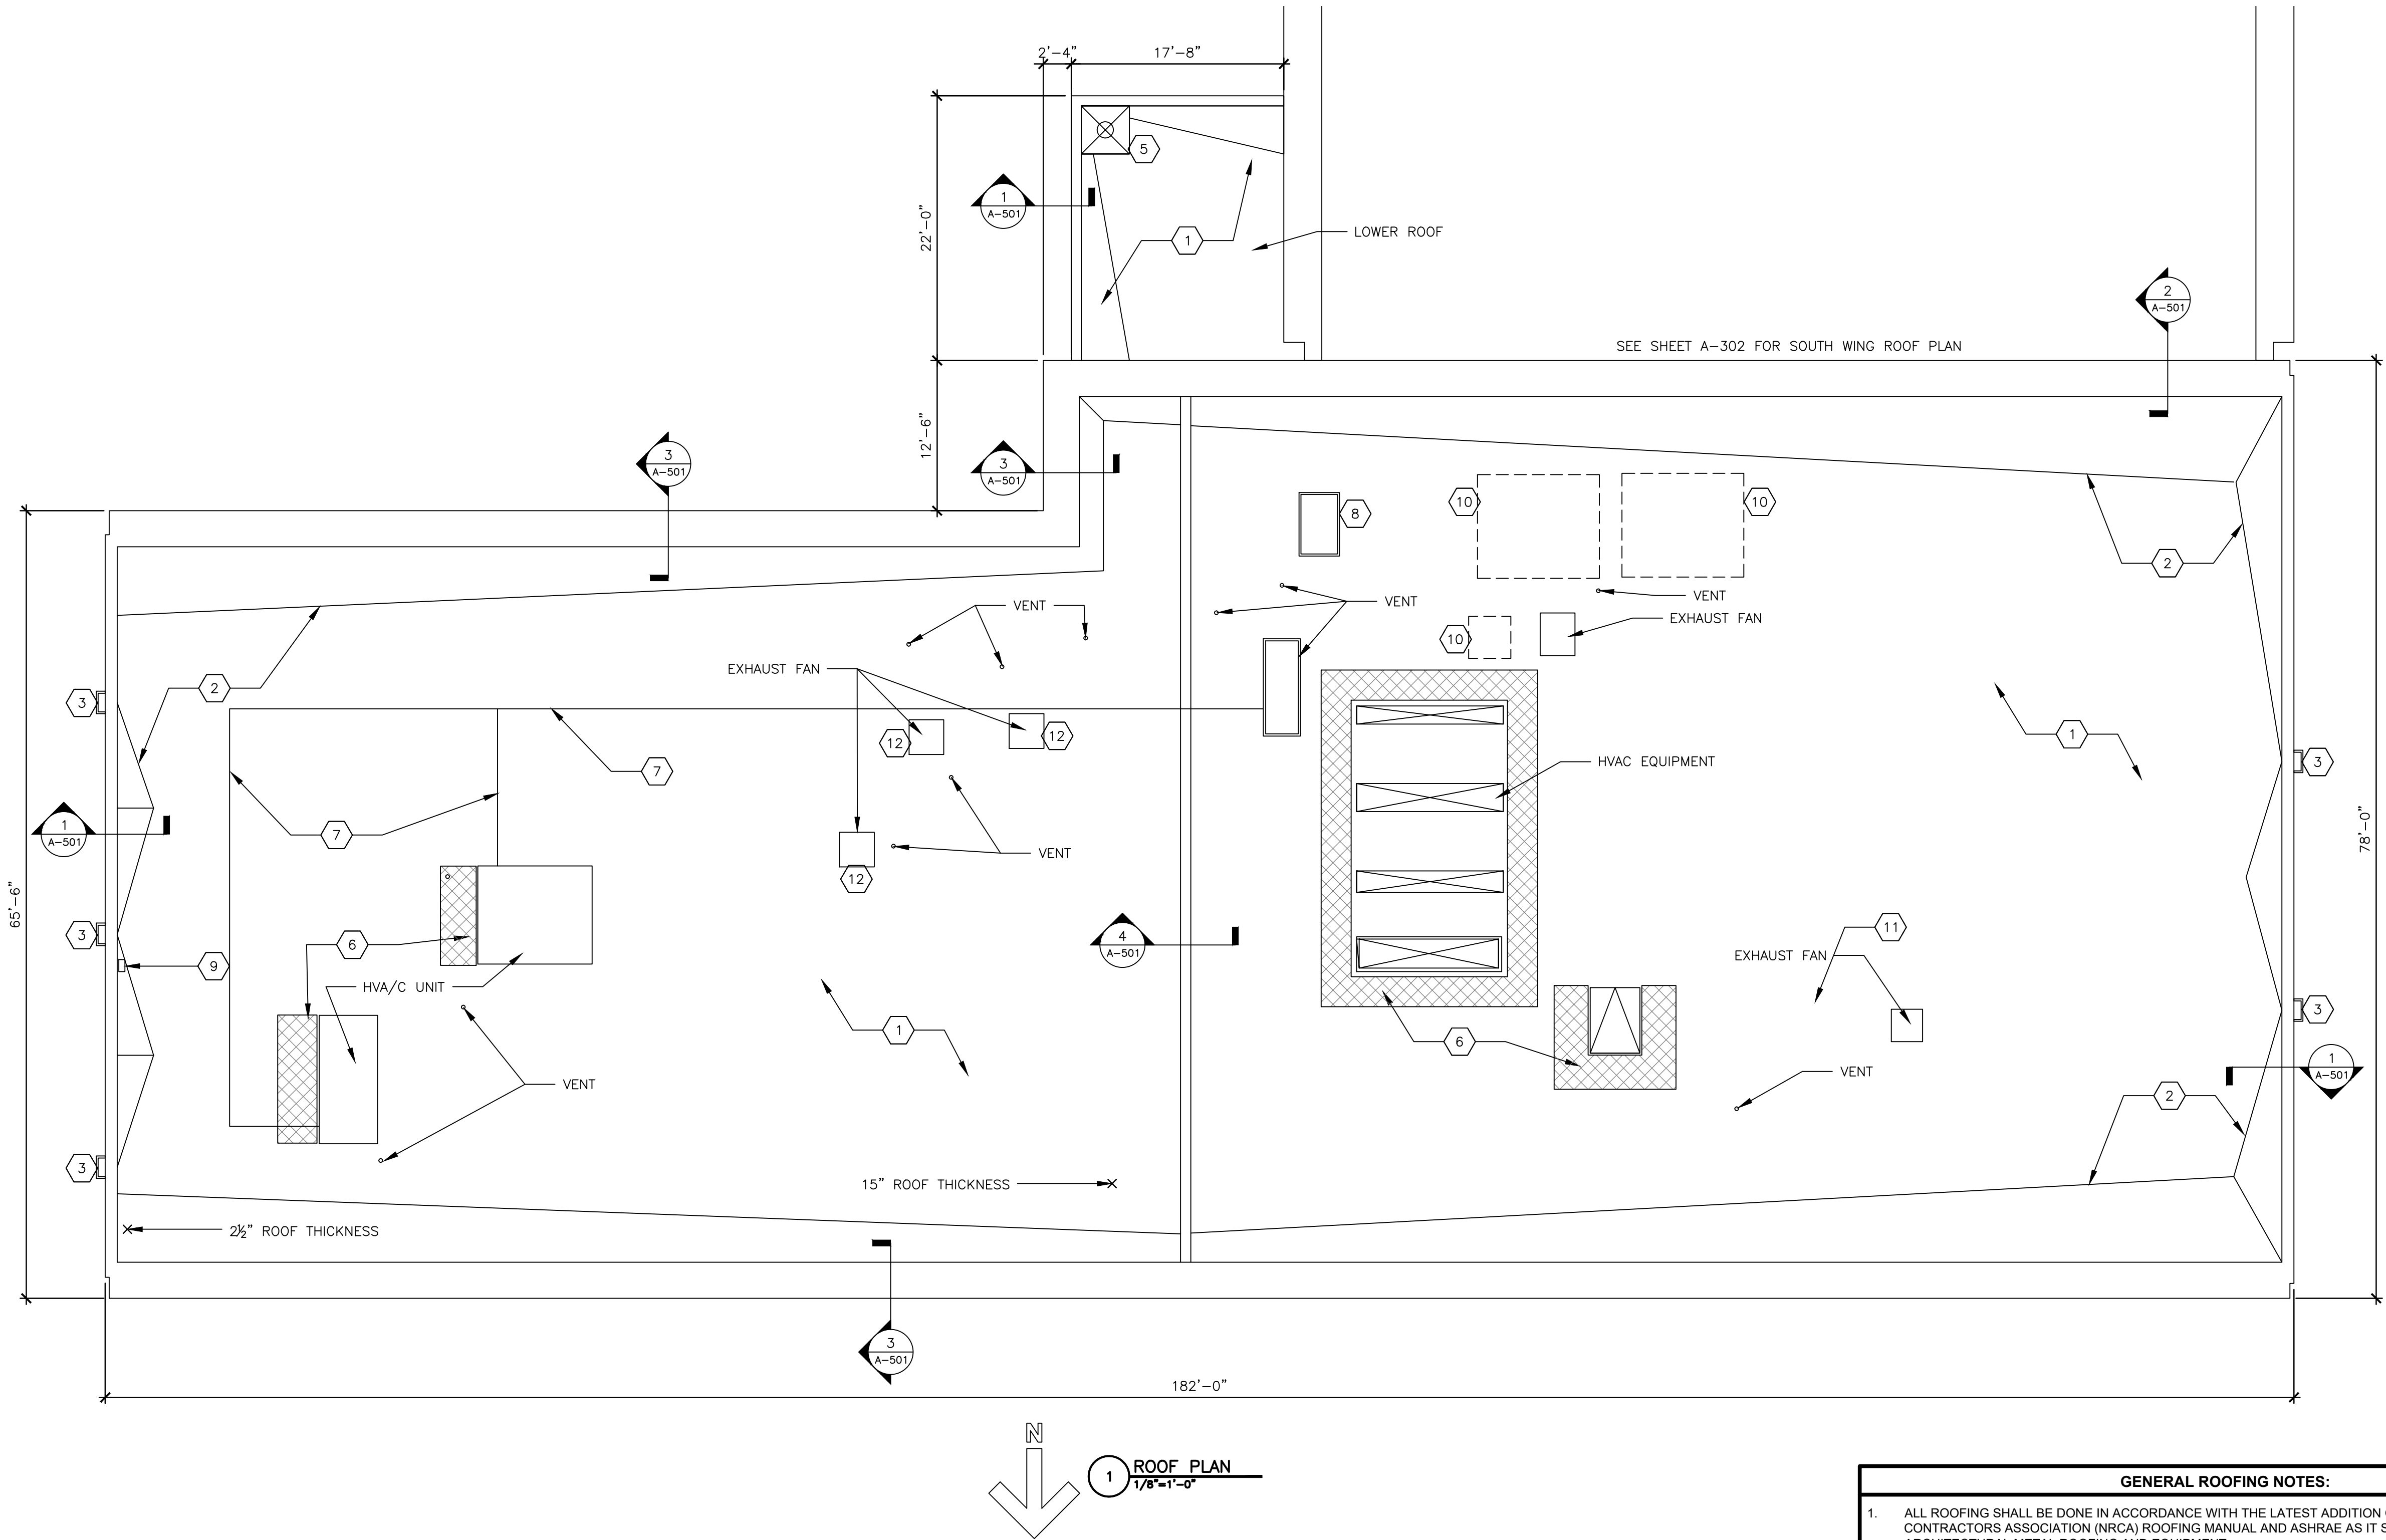 2'-4"
17'-8"
5
1
A-501
22'-0"
LOWER ROOF
1
2
A-501
SEE SHEET A-302 FOR SOUTH WING ROOF PLAN
12'-6"
3
A-501
3
A-501
10
10
8
2
VENT
VENT
VENT
EXHAUST FAN
10
EXHAUST FAN
2
3
12
12
1
7
HVAC EQUIPMENT
3
1
A-501
7
78'-0"
VENT
12
65'-6"
3
6
4
A-501
11
EXHAUST FAN
9
HVA/C UNIT
3
1
6
1
A-501
VENT
VENT
2
3
15" ROOF THICKNESS
2½" ROOF THICKNESS
3
A-501
182'-0"
N
1
ROOF PLAN
1/8"=1'-0"
GENERAL ROOFING NOTES:
1. ALL ROOFING SHALL BE DONE IN ACCORDANCE WITH THE LATEST ADDITION
CONTRACTORS ASSOCIATION (NRCA) ROOFING MANUAL AND ASHRAE AS IT